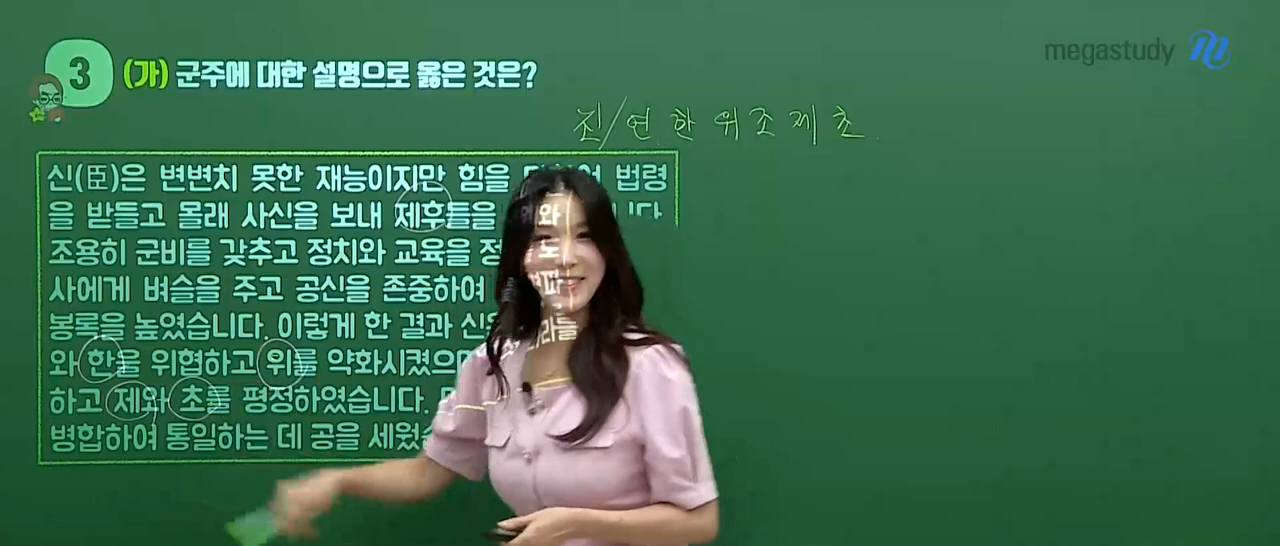 megastudy
3 (가) 군주에 대한 설명으로 옳은 것은?
진/연 한 위 조 제 초
신(臣)은 변변치 못한 재능이지만 힘을 법령
을 받들고 몰래 사신을 보내 제후들을
조용히 군비를 갖추고 정치와 교육을
사에게 벼슬을 주고 공신을 존중하여
봉록을 높였습니다. 이렇게 한 결과
와 한을 위협하고 위를 약화시켰으며
하고 제와 초를 평정하였습니다.
병합하여 통일하는 데 공을